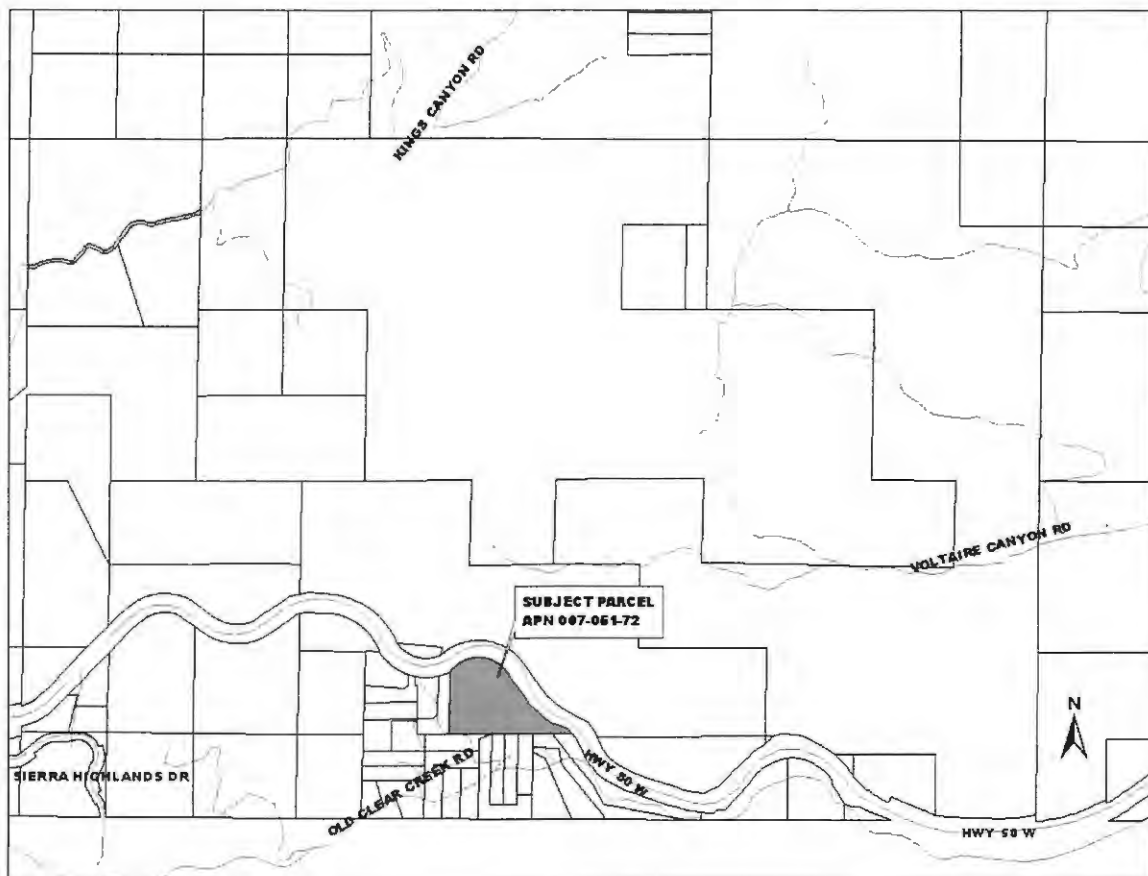 KINGS CANYON RD
VOLTAIRE CANYON RD
SUBJECT PARCEL
APN 007-051-72
N
SIERRA HIGHLANDS DR
OLD CLEAR CREEK RD
HWY 50 W
HWY 50 W